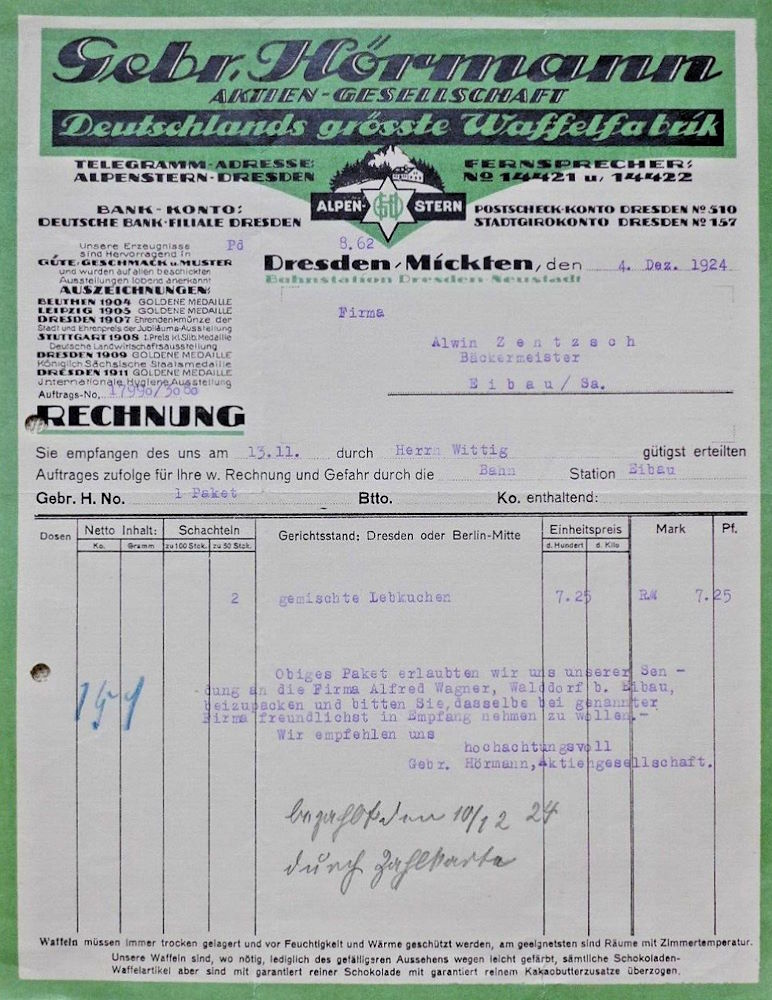 Gebr. Hörmann
AKTIEN-GESELLSCHAFT
Deutschlands grösste Waffelfabrik
TELEGRAMM-ADRESSE:
ALPENSTERN-DRESDEN
FERNSPRECHER:
No 14421 u. 14422
BANK-KONTO:
DEUTSCHE BANK-FILIALE DRESDEN
ALPEN- GH STERN
POSTSCHECK-KONTO DRESDEN No 510
STADTGIROKONTO DRESDEN No 157
Unsere Erzeugnisse
sind hervorragend in
GÜTE, GESCHMACK u. MUSTER
und wurden auf allen beschickten
Ausstellungen lobend anerkannt
AUSZEICHNUNGEN:
BEUTHEN 1904 GOLDENE MEDAILLE
LEIPZIG 1905 GOLDENE MEDAILLE
DRESDEN 1907 Ehrendenkmünze der
Stadt und Ehrenpreis der Jubiläums-Ausstellung
STUTTGART 1908 I. Preis kl. Silb. Medaille
Deutsche Landwirtschaftsausstellung
DRESDEN 1909 GOLDENE MEDAILLE
Königlich Sächsische Staatsmedaille
DRESDEN 1911 GOLDENE MEDAILLE
Internationale Hygiene Ausstellung
Pd 8.62
Dresden-Mickten, den 4. Dez. 1924
Bahnstation Dresden Neustadt
Firma
Alwin Zentzsch
Bäckermeister
Eibau/Sa.
Auftrags-No. 17990/3080
RECHNUNG
Sie empfangen des uns am 13.11. durch Herrn Wittig gütigst erteilten
Auftrages zufolge für Ihre w. Rechnung und Gefahr durch die Bahn Station Eibau
Gebr. H. No. 1 Paket Btto. Ko. enthaltend:
Dosen Netto Inhalt: Schachteln Gerichtsstand: Dresden oder Berlin-Mitte Einheitspreis Mark Pf.
Ko. Gramm zu 100 Stck. zu 50 Stck. d. Hundert d. Kilo
2 gemischte Lebkuchen 7.25 RM 7.25
Obiges Paket erlaubten wir uns unserer Sen -
dung an die Firma Alfred Wagner, Walddorf b. Eibau,
beizupacken und bitten Sie, dasselbe bei genannter
Firma freundlichst in Empfang nehmen zu wollen.-
Wir empfehlen uns
hochachtungsvoll
Gebr. Hörmann, Aktiengesellschaft.
bezahlt den 10/12 24
durch Zahlkarte
Waffeln müssen immer trocken gelagert und vor Feuchtigkeit und Wärme geschützt werden, am geeignetsten sind Räume mit Zimmertemperatur.
Unsere Waffeln sind, wo nötig, lediglich des gefälligeren Aussehens wegen leicht gefärbt, sämtliche Schokoladen-
Waffelartikel aber sind mit garantiert reiner Schokolade mit garantiert reinem Kakaobutterzusatze überzogen.